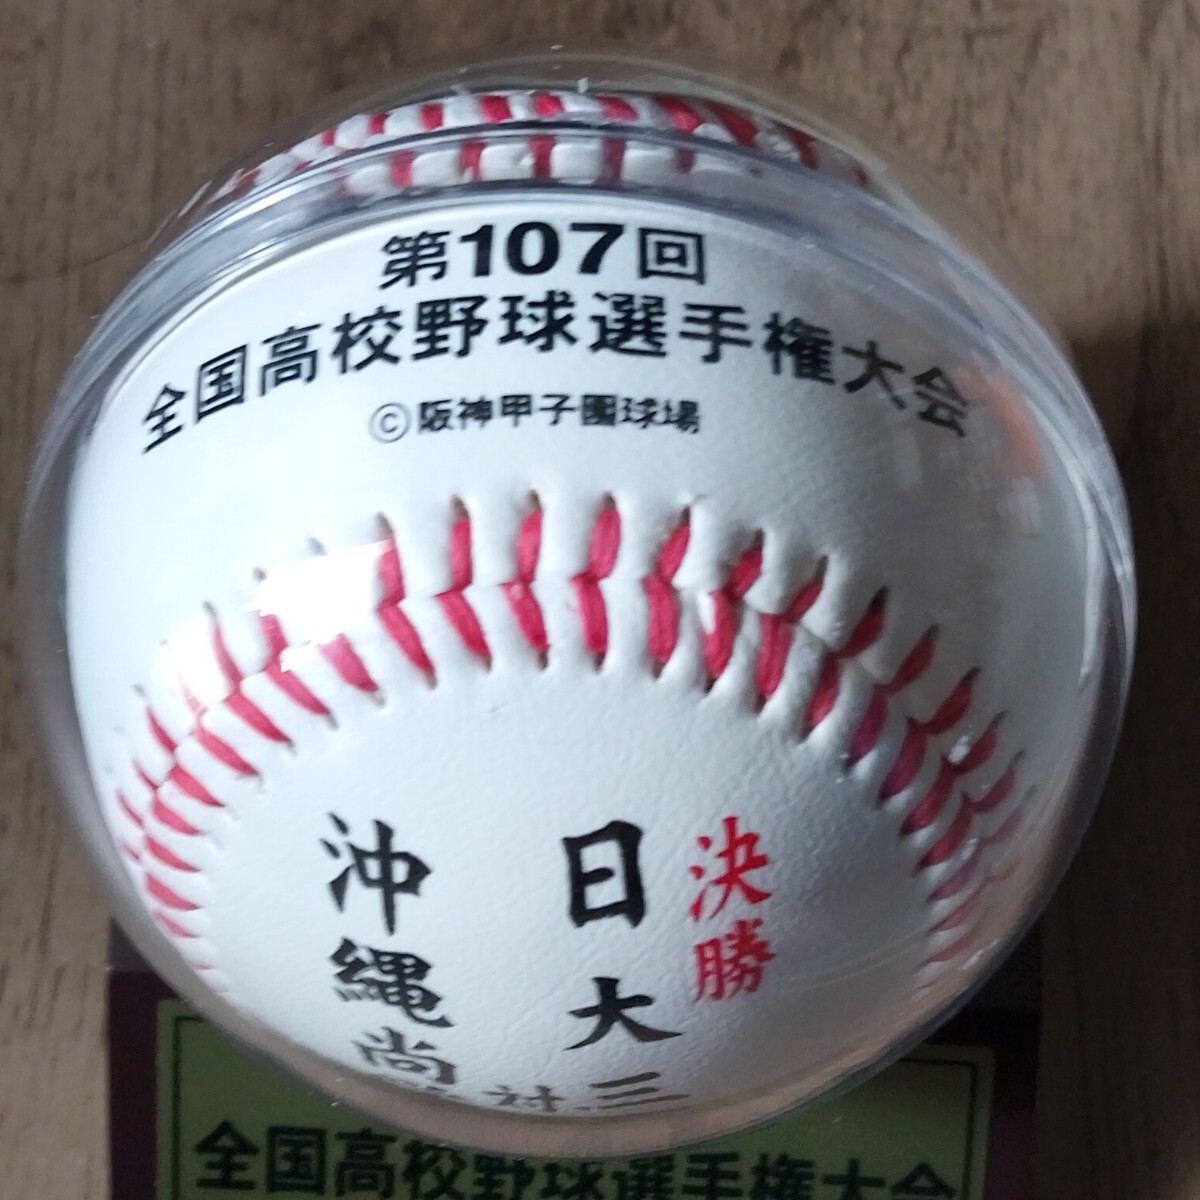 第107回
全国高校野球選手権大会
©阪神甲子園球場
決勝
日大三
対
沖縄尚
全国高校野球選手権大会